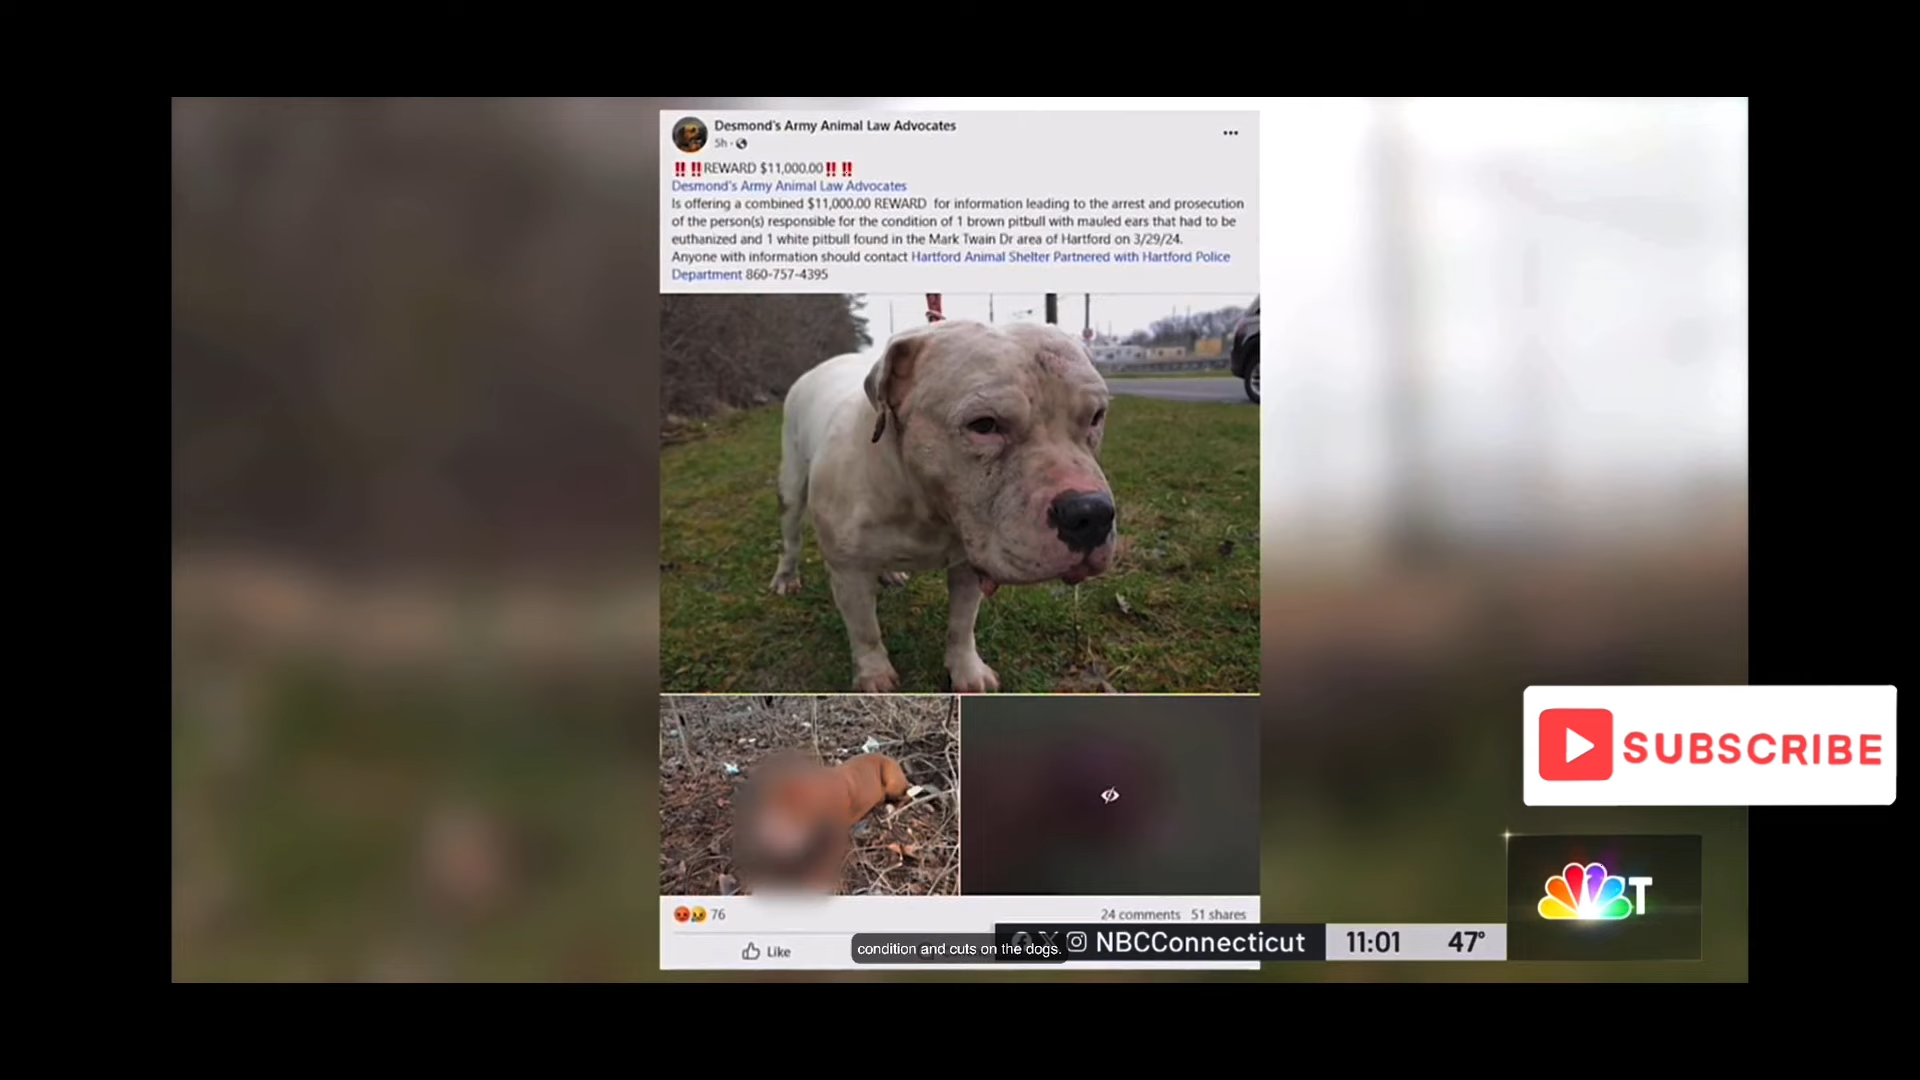 Desmond's Army Animal Law Advocates
5h
‼‼REWARD $11,000.00‼‼
Desmond's Army Animal Law Advocates
Is offering a combined $11,000.00 REWARD for information leading to the arrest and prosecution
of the person(s) responsible for the condition of 1 brown pitbull with mauled ears that had to be
euthanized and 1 white pitbull found in the Mark Twain Dr area of Hartford on 3/29/24.
Anyone with information should contact Hartford Animal Shelter Partnered with Hartford Police
Department 860-757-4395
SUBSCRIBE
76
24 comments 51 shares
Like
condition and cuts on the dogs.
NBCConnecticut
11:01
47°